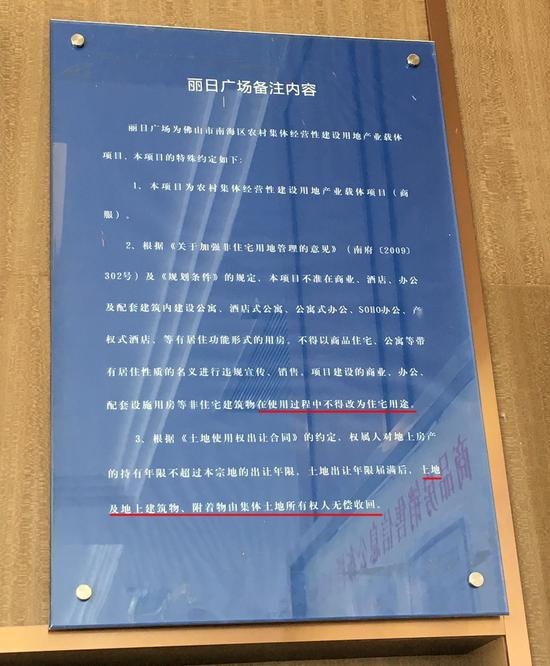 丽日广场备注内容
丽日广场为佛山市南海区农村集体经营性建设用地产业载体
项目，本项目的特殊约定如下：
1、本项目为农村集体经营性建设用地产业载体项目（商
服）。
2、根据《关于加强非住宅用地管理的意见》（南府〔2009〕
302号）及《规划条件》的规定，本项目不准在商业、酒店、办公
及配套建筑内建设公寓、酒店式公寓、公寓式办公、SOHO办公、产
权式酒店、等有居住功能形式的用房，不得以商品住宅、公寓等带
有居住性质的名义进行违规宣传、销售。项目建设的商业、办公、
配套设施用房等非住宅建筑物在使用过程中不得改为住宅用途。
3、根据《土地使用权出让合同》的约定，权属人对地上房产
的持有年限不超过本宗地的出让年限，土地出让年限届满后，土地
及地上建筑物、附着物由集体土地所有权人无偿收回。
商品房销售信息公